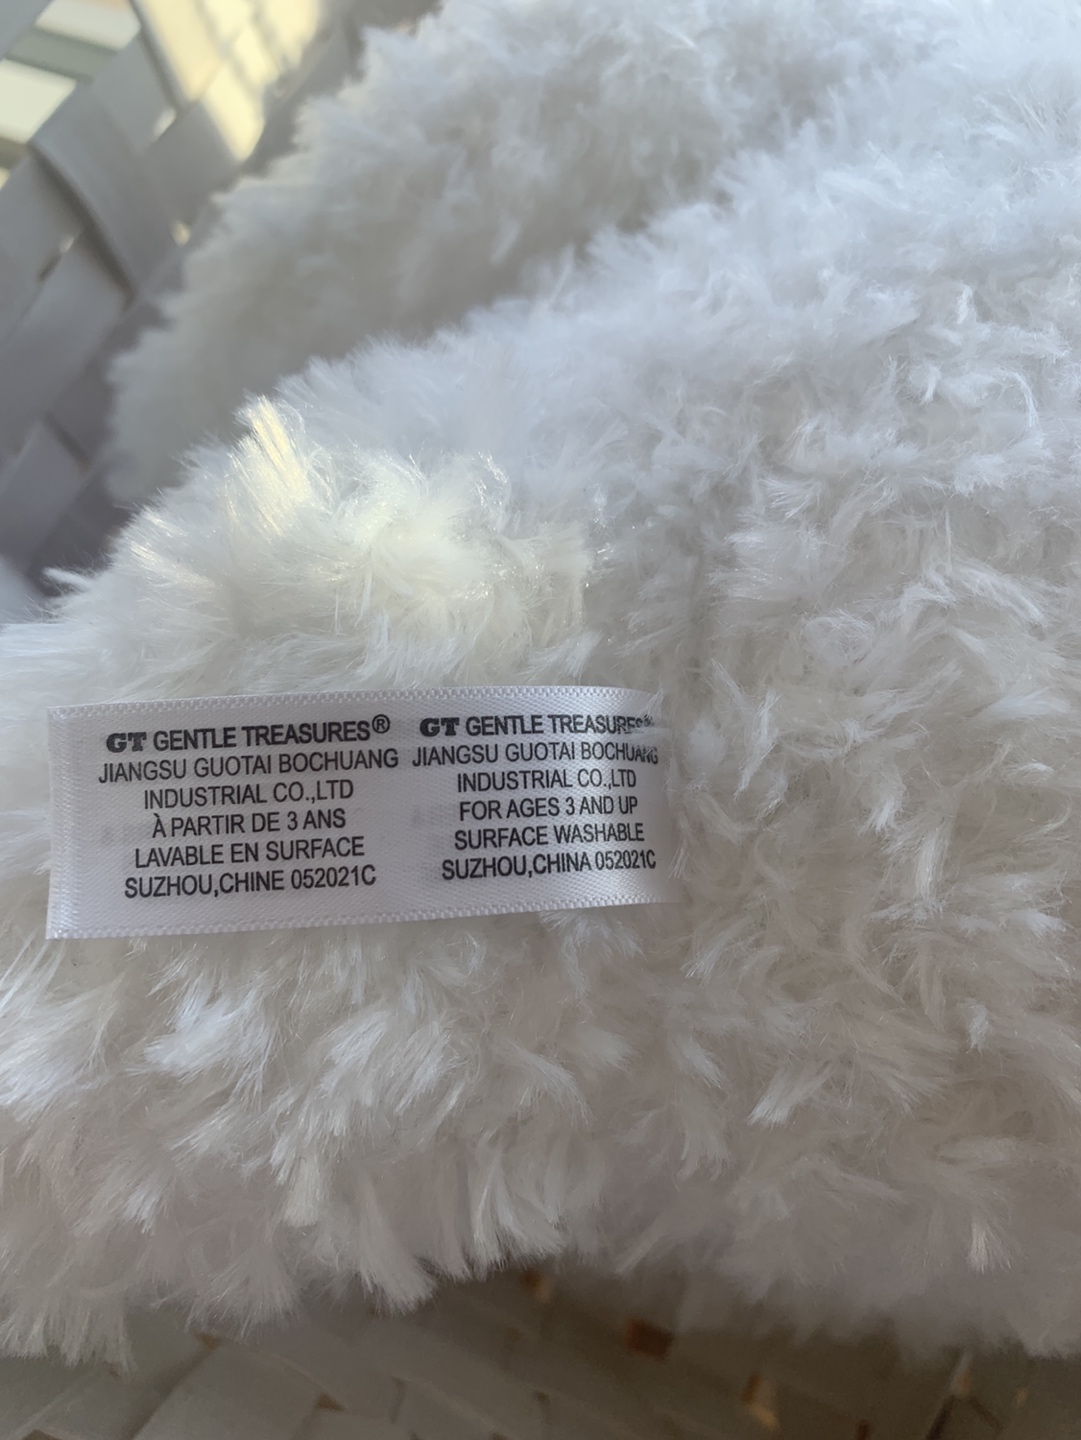 GT GENTLE TREASURES®
JIANGSU GUOTAI BOCHUANG
INDUSTRIAL CO.,LTD
À PARTIR DE 3 ANS
LAVABLE EN SURFACE
SUZHOU,CHINE 052021C
GT GENTLE TREASURES®
JIANGSU GUOTAI BOCHUANG
INDUSTRIAL CO.,LTD
FOR AGES 3 AND UP
SURFACE WASHABLE
SUZHOU,CHINA 052021C